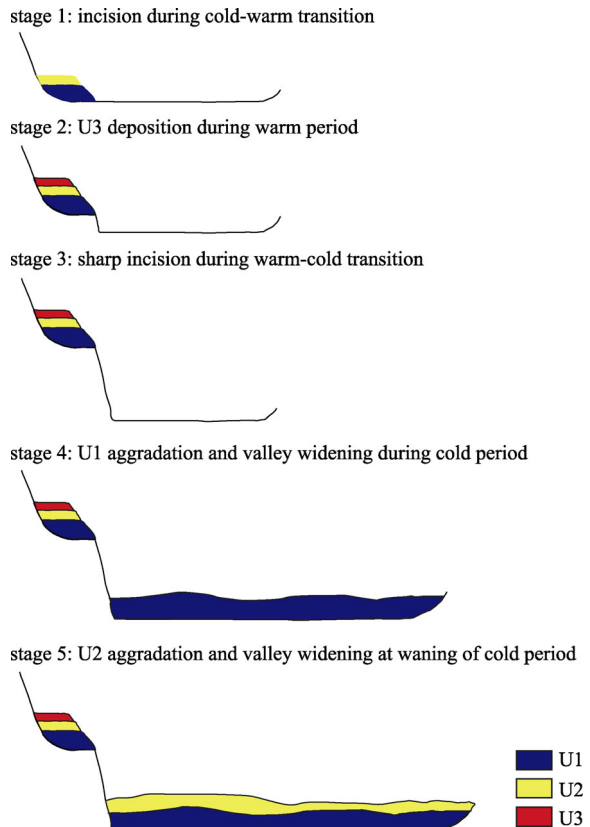 stage 1: incision during cold-warm transition
stage 2: U3 deposition during warm period
stage 3: sharp incision during warm-cold transition
stage 4: U1 aggradation and valley widening during cold period
stage 5: U2 aggradation and valley widening at waning of cold period
U1
U2
U3